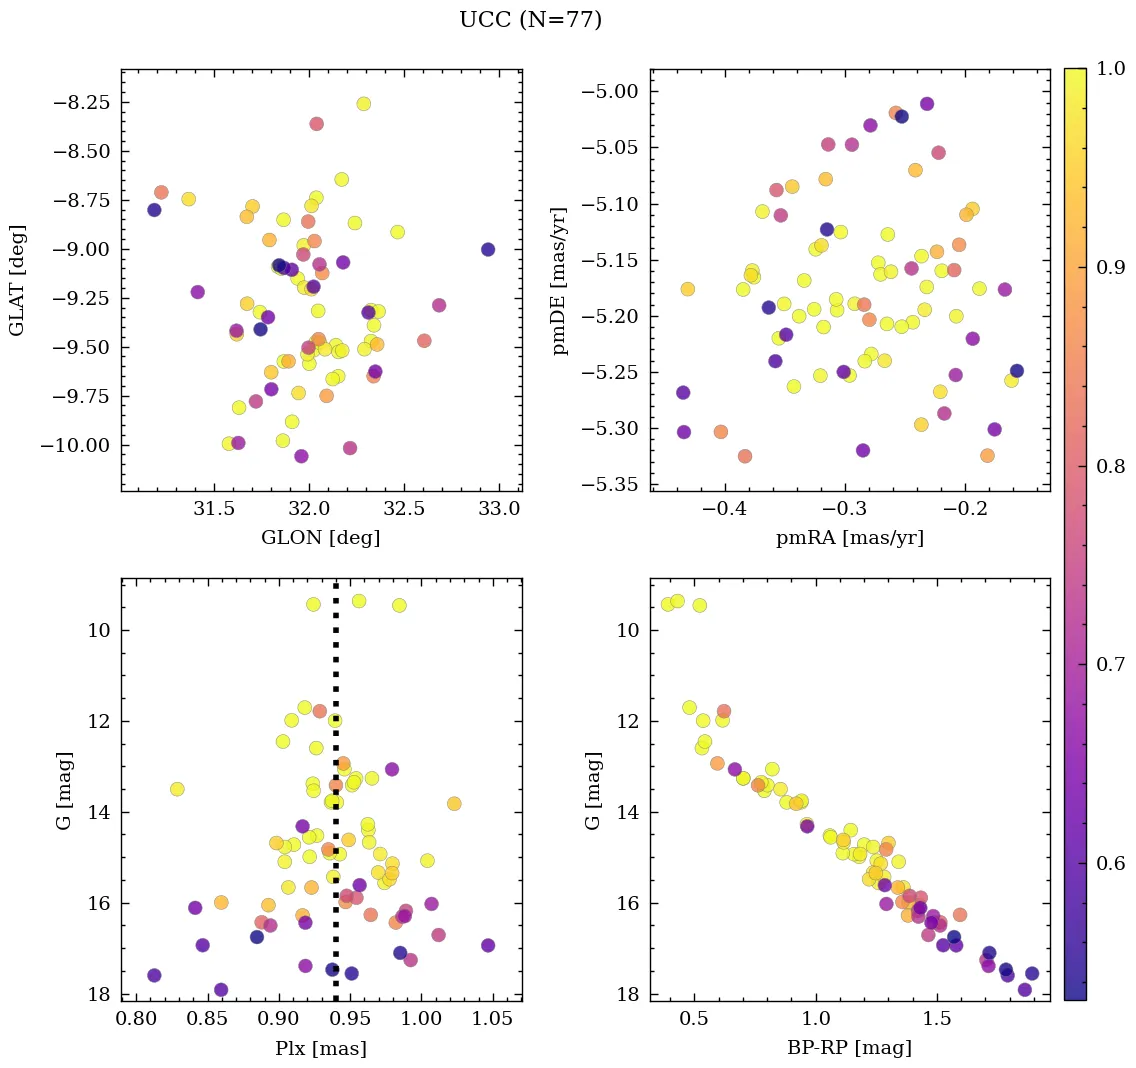 UCC (N=77)
−8.25
−8.50
−8.75
−9.00
−9.25
−9.50
−9.75
−10.00
GLAT [deg]
31.5 32.0 32.5 33.0
GLON [deg]
−5.00
−5.05
−5.10
−5.15
−5.20
−5.25
−5.30
−5.35
pmDE [mas/yr]
−0.4 −0.3 −0.2
pmRA [mas/yr]
1.0
0.9
0.8
0.7
0.6
10
12
14
16
18
G [mag]
0.80 0.85 0.90 0.95 1.00 1.05
Plx [mas]
10
12
14
16
18
G [mag]
0.5 1.0 1.5
BP-RP [mag]